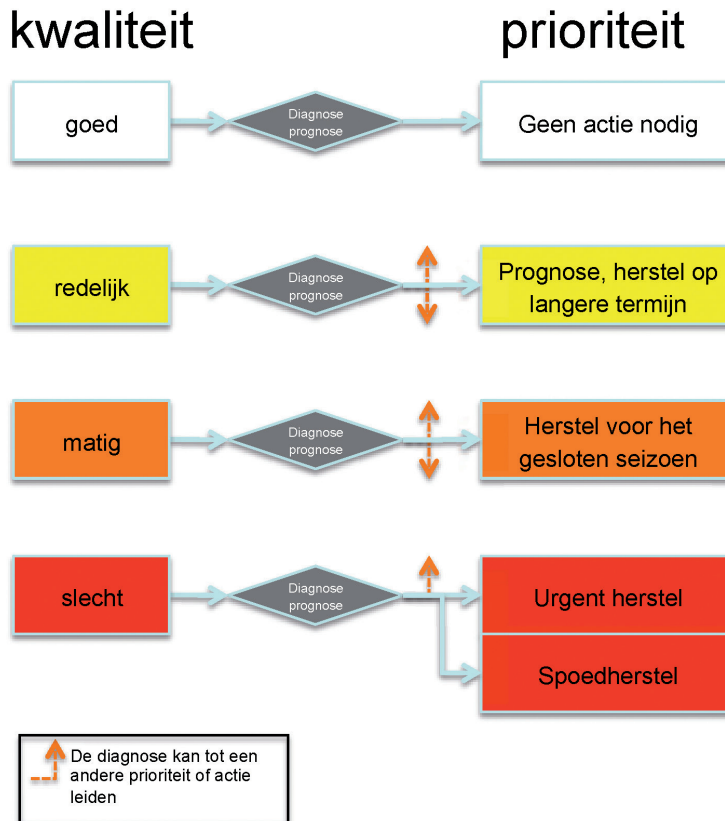 kwaliteit prioriteit
goed
Diagnose
prognose
Geen actie nodig
redelijk
Diagnose
prognose
Prognose, herstel op
langere termijn
matig
Diagnose
prognose
Herstel voor het
gesloten seizoen
slecht
Diagnose
prognose
Urgent herstel
Spoedherstel
De diagnose kan tot een
andere prioriteit of actie
leiden